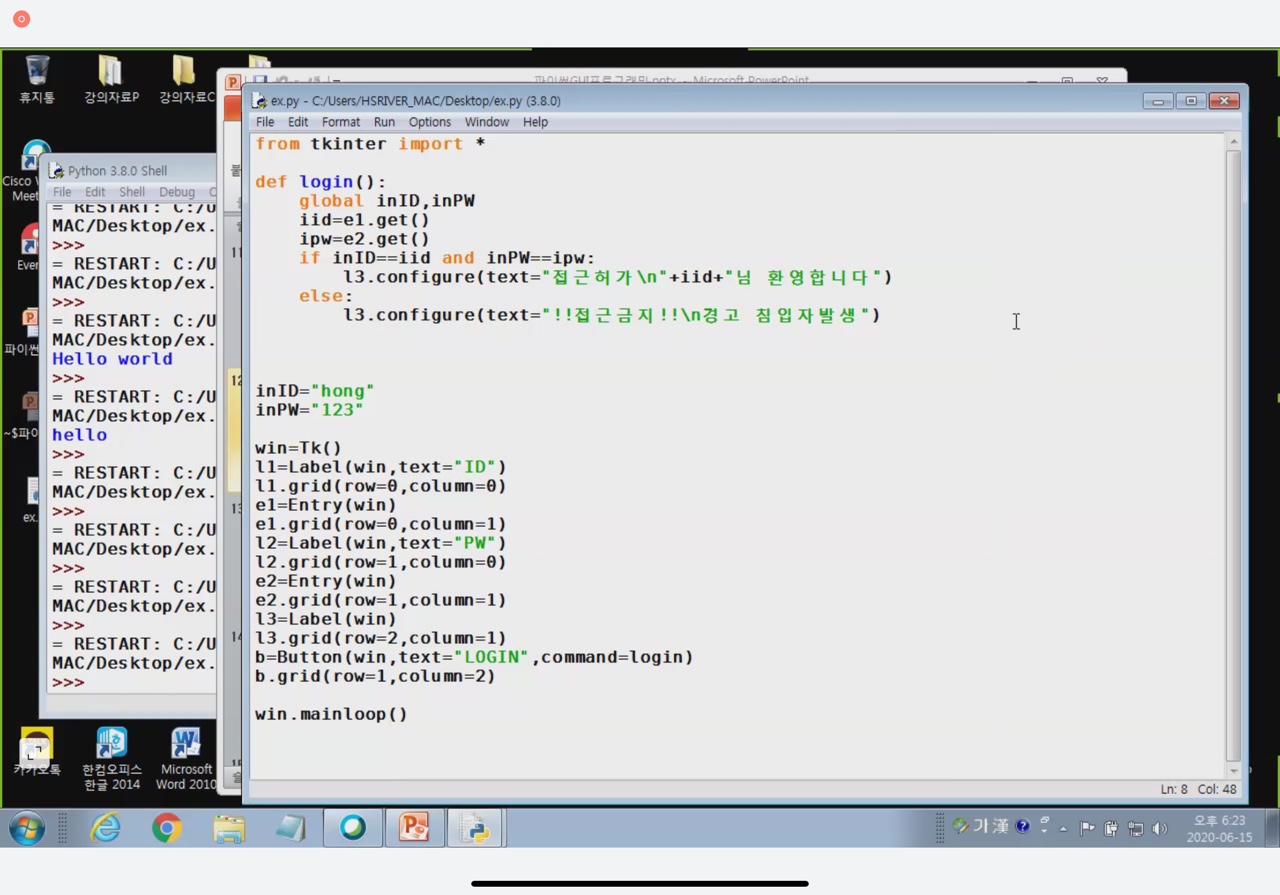 휴지통
강의자료P
강의자료C
파이썬GUI프로그래밍.pptx - Microsoft PowerPoint
ex.py - C:/Users/HSRIVER_MAC/Desktop/ex.py (3.8.0)
File Edit Format Run Options Window Help
from tkinter import *
def login():
    global inID,inPW
    iid=e1.get()
    ipw=e2.get()
    if inID==iid and inPW==ipw:
        l3.configure(text="접근허가\n"+iid+"님 환영합니다")
    else:
        l3.configure(text="!!접근금지!!\n경고 침입자발생")
inID="hong"
inPW="123"
win=Tk()
l1=Label(win,text="ID")
l1.grid(row=0,column=0)
e1=Entry(win)
e1.grid(row=0,column=1)
l2=Label(win,text="PW")
l2.grid(row=1,column=0)
e2=Entry(win)
e2.grid(row=1,column=1)
l3=Label(win)
l3.grid(row=2,column=1)
b=Button(win,text="LOGIN",command=login)
b.grid(row=1,column=2)
win.mainloop()
Ln: 8 Col: 48
Python 3.8.0 Shell
File Edit Shell Debug
= RESTART: C:/U
MAC/Desktop/ex.
>>>
= RESTART: C:/U
MAC/Desktop/ex.
>>>
= RESTART: C:/U
MAC/Desktop/ex.
Hello world
>>>
= RESTART: C:/U
MAC/Desktop/ex.
hello
>>>
= RESTART: C:/U
MAC/Desktop/ex.
>>>
= RESTART: C:/U
MAC/Desktop/ex.
>>>
= RESTART: C:/U
MAC/Desktop/ex.
>>>
= RESTART: C:/U
MAC/Desktop/ex.
>>>
Cisco
Meet
Ever
파이썬
~$파이
ex.
11
12
13
14
카카오톡
한컴오피스
한글 2014
Microsoft
Word 2010
가 漢
오후 6:23
2020-06-15